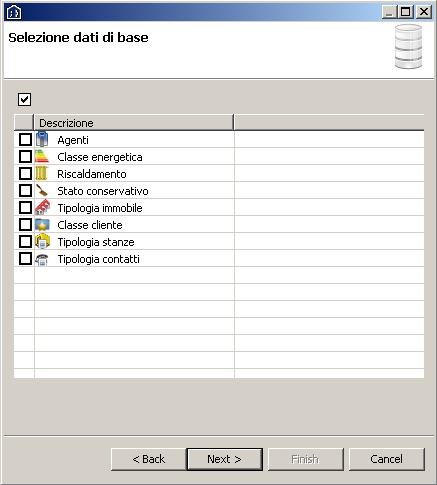 Selezione dati di base
Descrizione
Agenti
Classe energetica
Riscaldamento
Stato conservativo
Tipologia immobile
Classe cliente
Tipologia stanze
Tipologia contatti
< Back
Next >
Finish
Cancel